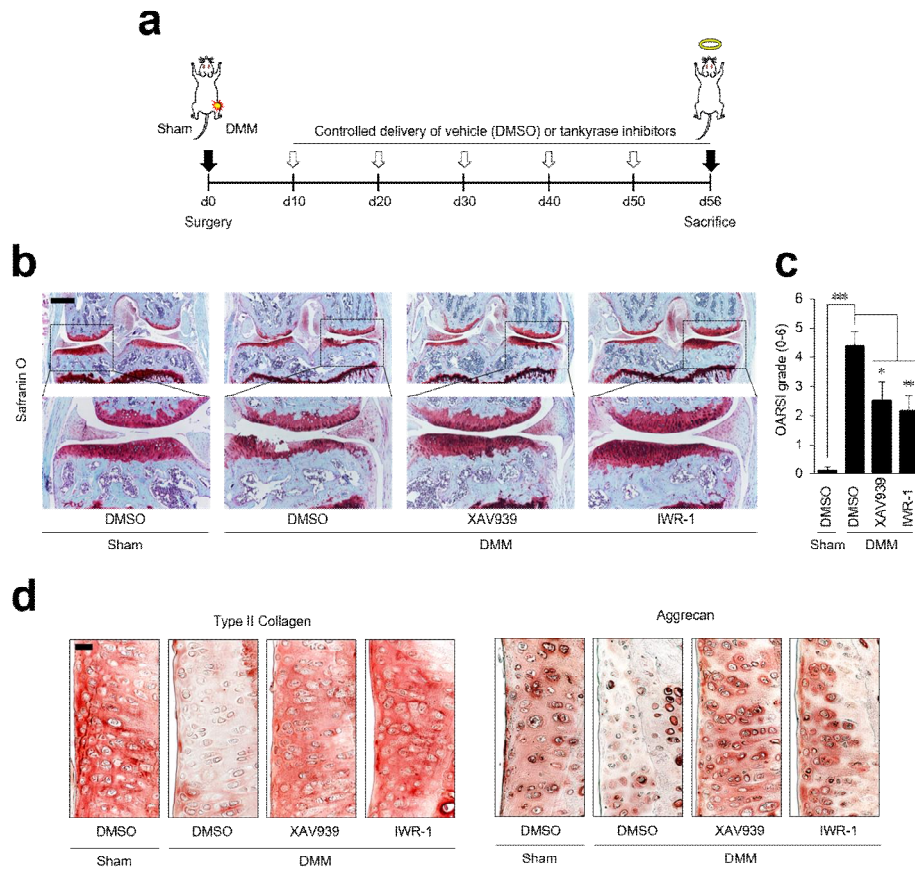 a
Sham DMM
Controlled delivery of vehicle (DMSO) or tankyrase inhibitors
d0 d10 d20 d30 d40 d50 d56
Surgery Sacrifice
b
Safranin O
DMSO DMSO XAV939 IWR-1
Sham DMM
c
OARSI grade (0-6)
6
5
4
3
2
1
0
***
*
**
DMSO DMSO XAV939 IWR-1
Sham DMM
d
Type II Collagen Aggrecan
DMSO DMSO XAV939 IWR-1 DMSO DMSO XAV939 IWR-1
Sham DMM Sham DMM